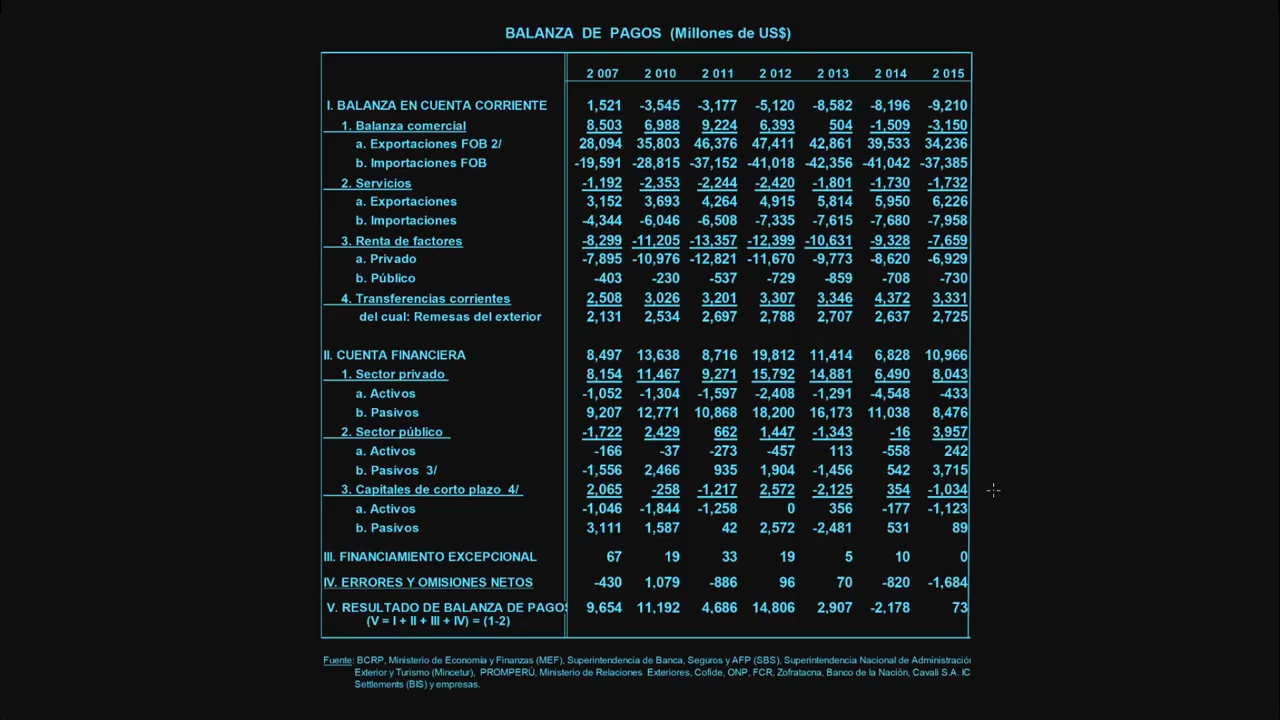 BALANZA DE PAGOS (Millones de US$)
2 007 2 010 2 011 2 012 2 013 2 014 2 015
I. BALANZA EN CUENTA CORRIENTE 1,521 -3,545 -3,177 -5,120 -8,582 -8,196 -9,210
1. Balanza comercial 8,503 6,988 9,224 6,393 504 -1,509 -3,150
a. Exportaciones FOB 2/ 28,094 35,803 46,376 47,411 42,861 39,533 34,236
b. Importaciones FOB -19,591 -28,815 -37,152 -41,018 -42,356 -41,042 -37,385
2. Servicios -1,192 -2,353 -2,244 -2,420 -1,801 -1,730 -1,732
a. Exportaciones 3,152 3,693 4,264 4,915 5,814 5,950 6,226
b. Importaciones -4,344 -6,046 -6,508 -7,335 -7,615 -7,680 -7,958
3. Renta de factores -8,299 -11,205 -13,357 -12,399 -10,631 -9,328 -7,659
a. Privado -7,895 -10,976 -12,821 -11,670 -9,773 -8,620 -6,929
b. Público -403 -230 -537 -729 -859 -708 -730
4. Transferencias corrientes 2,508 3,026 3,201 3,307 3,346 4,372 3,331
del cual: Remesas del exterior 2,131 2,534 2,697 2,788 2,707 2,637 2,725
II. CUENTA FINANCIERA 8,497 13,638 8,716 19,812 11,414 6,828 10,966
1. Sector privado 8,154 11,467 9,271 15,792 14,881 6,490 8,043
a. Activos -1,052 -1,304 -1,597 -2,408 -1,291 -4,548 -433
b. Pasivos 9,207 12,771 10,868 18,200 16,173 11,038 8,476
2. Sector público -1,722 2,429 662 1,447 -1,343 -16 3,957
a. Activos -166 -37 -273 -457 113 -558 242
b. Pasivos 3/ -1,556 2,466 935 1,904 -1,456 542 3,715
3. Capitales de corto plazo 4/ 2,065 -258 -1,217 2,572 -2,125 354 -1,034
a. Activos -1,046 -1,844 -1,258 0 356 -177 -1,123
b. Pasivos 3,111 1,587 42 2,572 -2,481 531 89
III. FINANCIAMIENTO EXCEPCIONAL 67 19 33 19 5 10 0
IV. ERRORES Y OMISIONES NETOS -430 1,079 -886 96 70 -820 -1,684
V. RESULTADO DE BALANZA DE PAGOS 9,654 11,192 4,686 14,806 2,907 -2,178 73
(V = I + II + III + IV) = (1-2)
Fuente: BCRP, Ministerio de Economía y Finanzas (MEF), Superintendencia de Banca, Seguros y AFP (SBS), Superintendencia Nacional de Administración
Exterior y Turismo (Mincetur), PROMPERÚ, Ministerio de Relaciones Exteriores, Cofide, ONP, FCR, Zofratacna, Banco de la Nación, Cavali S.A. IC
Settlements (BIS) y empresas.